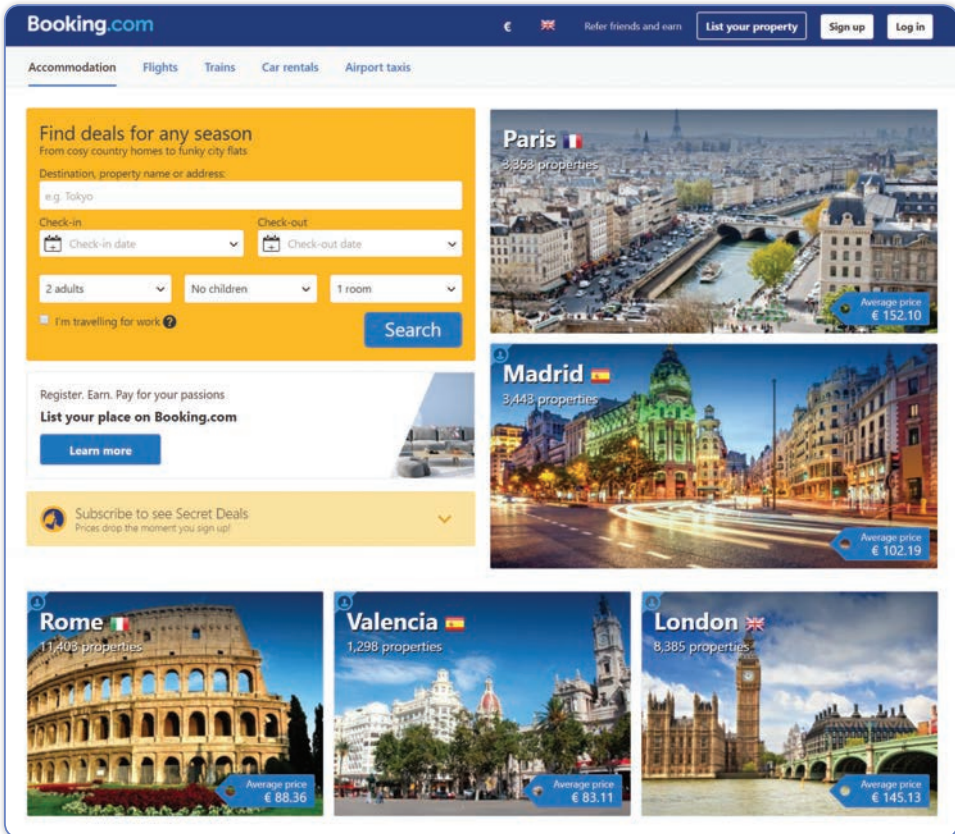 Booking.com
€ Refer friends and earn List your property Sign up Log in
Accommodation Flights Trains Car rentals Airport taxis
Find deals for any season
From cosy country homes to funky city flats
Destination, property name or address:
e.g. Tokyo
Check-in Check-out
Check-in date Check-out date
2 adults No children 1 room
I'm travelling for work ?
Search
Register. Earn. Pay for your passions
List your place on Booking.com
Learn more
Subscribe to see Secret Deals
Prices drop the moment you sign up!
Paris
3,353 properties
Average price
€ 152.10
Madrid
3,443 properties
Average price
€ 102.19
Rome
11,403 properties
Average price
€ 88.36
Valencia
1,298 properties
Average price
€ 83.11
London
8,385 properties
Average price
€ 145.13